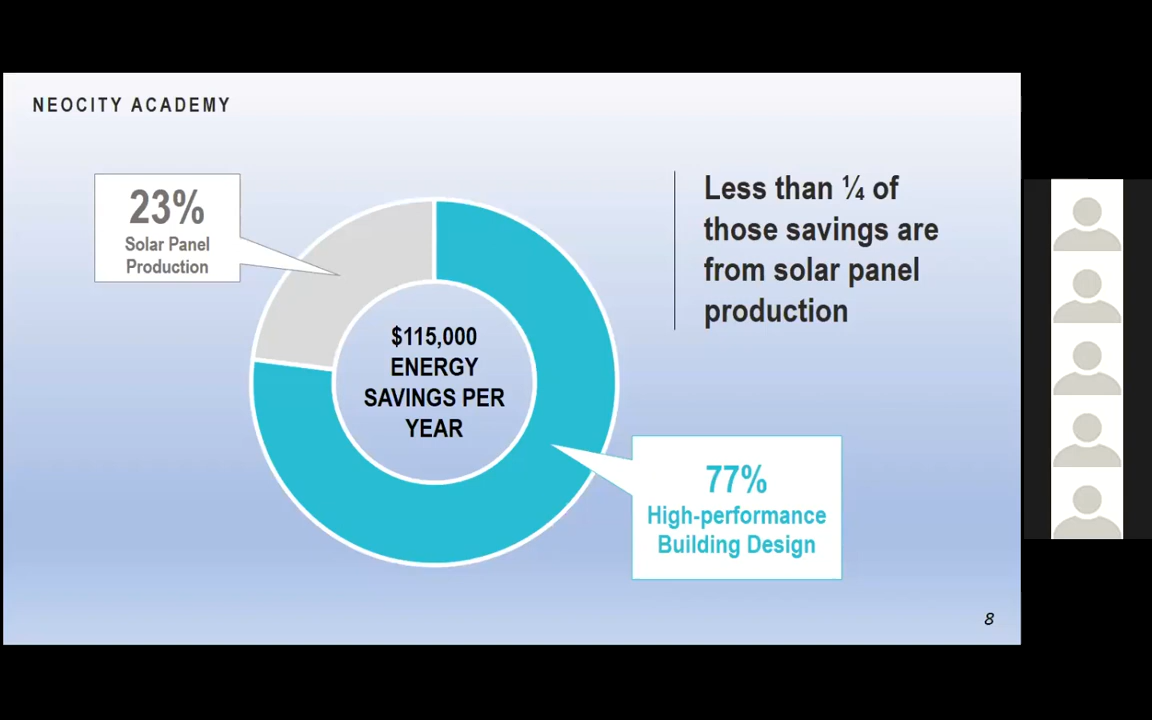 NEOCITY ACADEMY
23%
Solar Panel
Production
$115,000
ENERGY
SAVINGS PER
YEAR
Less than ¼ of
those savings are
from solar panel
production
77%
High-performance
Building Design
8